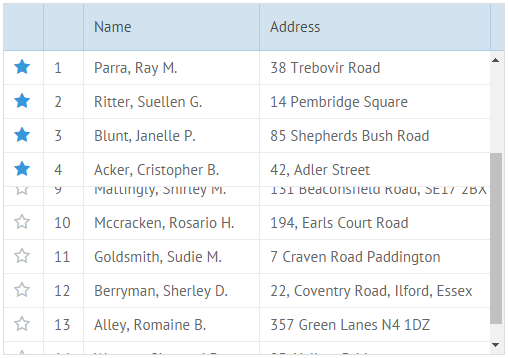 Name Address
1 Parra, Ray M. 38 Trebovir Road
2 Ritter, Suellen G. 14 Pembridge Square
3 Blunt, Janelle P. 85 Shepherds Bush Road
4 Acker, Cristopher B. 42, Adler Street
9 Mattingly, Shirley M. 131 Beaconsfield Road, SE17 2BX
10 Mccracken, Rosario H. 194, Earls Court Road
11 Goldsmith, Sudie M. 7 Craven Road Paddington
12 Berryman, Sherley D. 22, Coventry Road, Ilford, Essex
13 Alley, Romaine B. 357 Green Lanes N4 1DZ